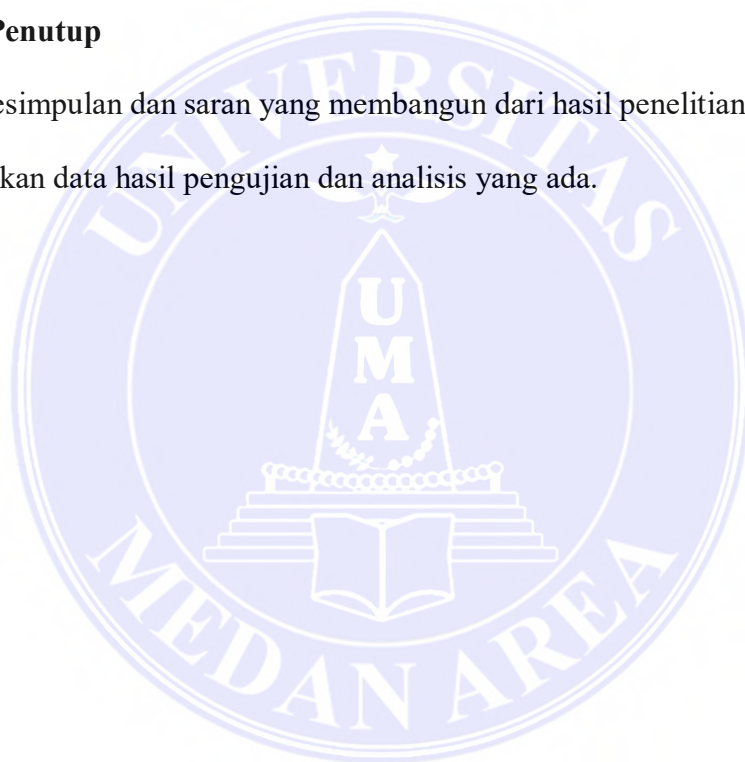 Penutup
esimpulan dan saran yang membangun dari hasil penelitian
kan data hasil pengujian dan analisis yang ada.
UNIVERSITAS
U
M
A
MEDAN AREA